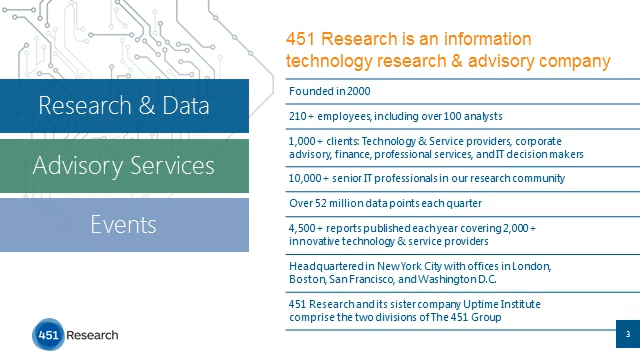 451 Research is an information
technology research & advisory company
Research & Data
Advisory Services
Events
Founded in 2000
210+ employees, including over 100 analysts
1,000+ clients: Technology & Service providers, corporate
advisory, finance, professional services, and IT decision makers
10,000+ senior IT professionals in our research community
Over 52 million data points each quarter
4,500+ reports published each year covering 2,000+
innovative technology & service providers
Headquartered in New York City with offices in London,
Boston, San Francisco, and Washington D.C.
451 Research and its sister company Uptime Institute
comprise the two divisions of The 451 Group
451 Research
3